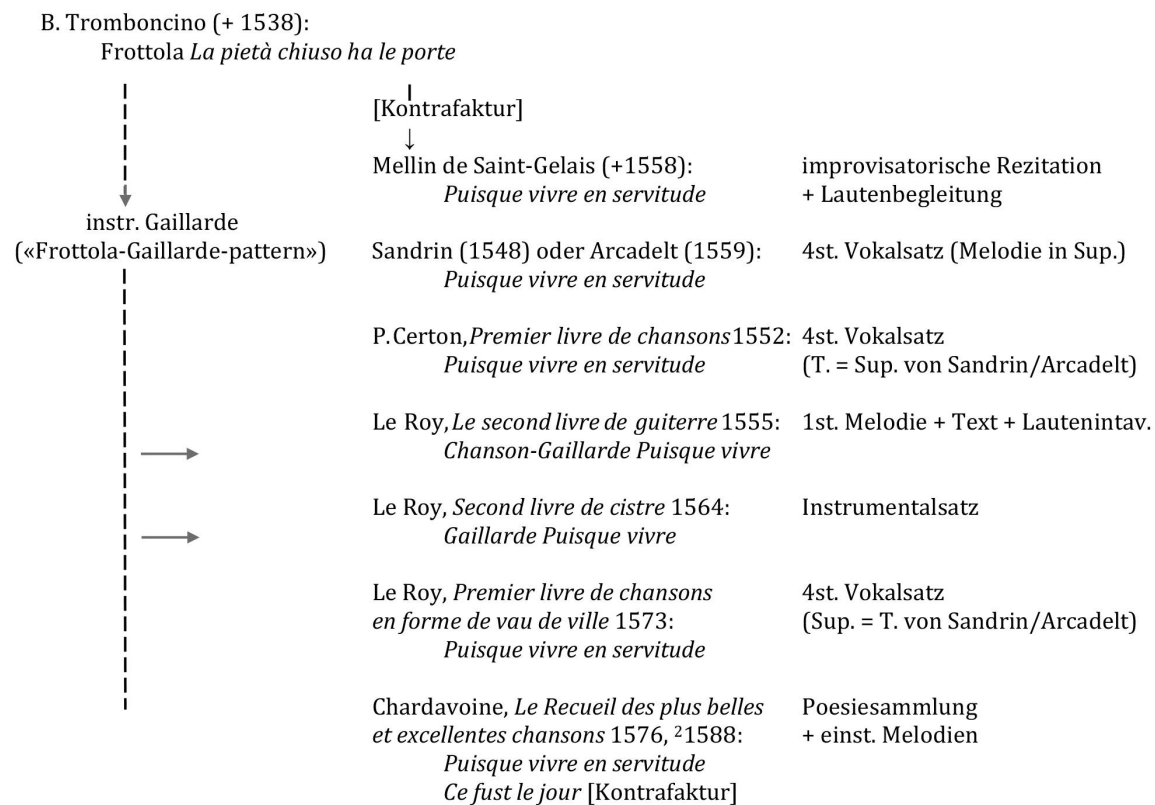 B. Tromboncino (+ 1538):
Frottola La pietà chiuso ha le porte
[Kontrafaktur]
Mellin de Saint-Gelais (+1558): improvisatorische Rezitation
Puisque vivre en servitude + Lautenbegleitung
instr. Gaillarde
(«Frottola-Gaillarde-pattern») Sandrin (1548) oder Arcadelt (1559): 4st. Vokalsatz (Melodie in Sup.)
Puisque vivre en servitude
P. Certon, Premier livre de chansons 1552: 4st. Vokalsatz
Puisque vivre en servitude (T. = Sup. von Sandrin/Arcadelt)
Le Roy, Le second livre de guiterre 1555: 1st. Melodie + Text + Lautenintav.
Chanson-Gaillarde Puisque vivre
Le Roy, Second livre de cistre 1564: Instrumentalsatz
Gaillarde Puisque vivre
Le Roy, Premier livre de chansons 4st. Vokalsatz
en forme de vau de ville 1573: (Sup. = T. von Sandrin/Arcadelt)
Puisque vivre en servitude
Chardavoine, Le Recueil des plus belles Poesiesammlung
et excellentes chansons 1576, ²1588: + einst. Melodien
Puisque vivre en servitude
Ce fust le jour [Kontrafaktur]